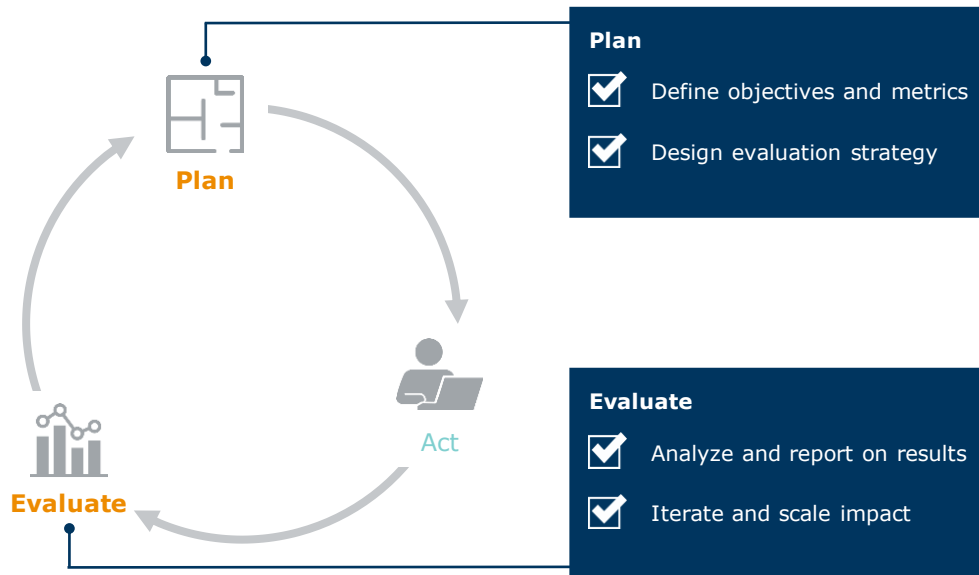 Plan
Define objectives and metrics
Design evaluation strategy
Plan
Act
Evaluate
Evaluate
Analyze and report on results
Iterate and scale impact